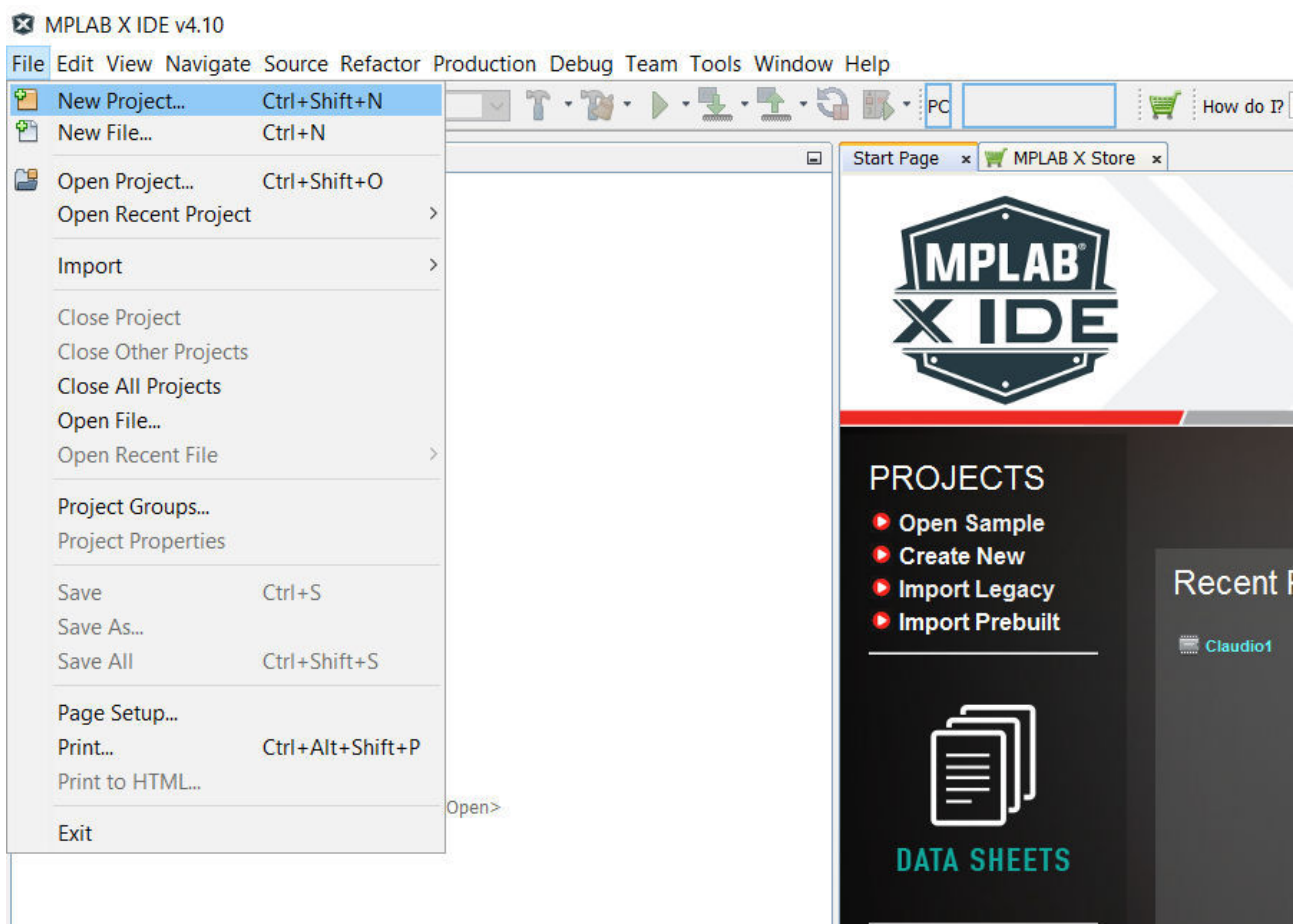 MPLAB X IDE v4.10
File Edit View Navigate Source Refactor Production Debug Team Tools Window Help
New Project... Ctrl+Shift+N
New File... Ctrl+N
Open Project... Ctrl+Shift+O
Open Recent Project
Import
Close Project
Close Other Projects
Close All Projects
Open File...
Open Recent File
Project Groups...
Project Properties
Save Ctrl+S
Save As...
Save All Ctrl+Shift+S
Page Setup...
Print... Ctrl+Alt+Shift+P
Print to HTML...
Exit
Open>
PC
How do I?
Start Page
MPLAB X Store
MPLAB®
X IDE
PROJECTS
Open Sample
Create New
Import Legacy
Import Prebuilt
DATA SHEETS
Recent
Claudio1